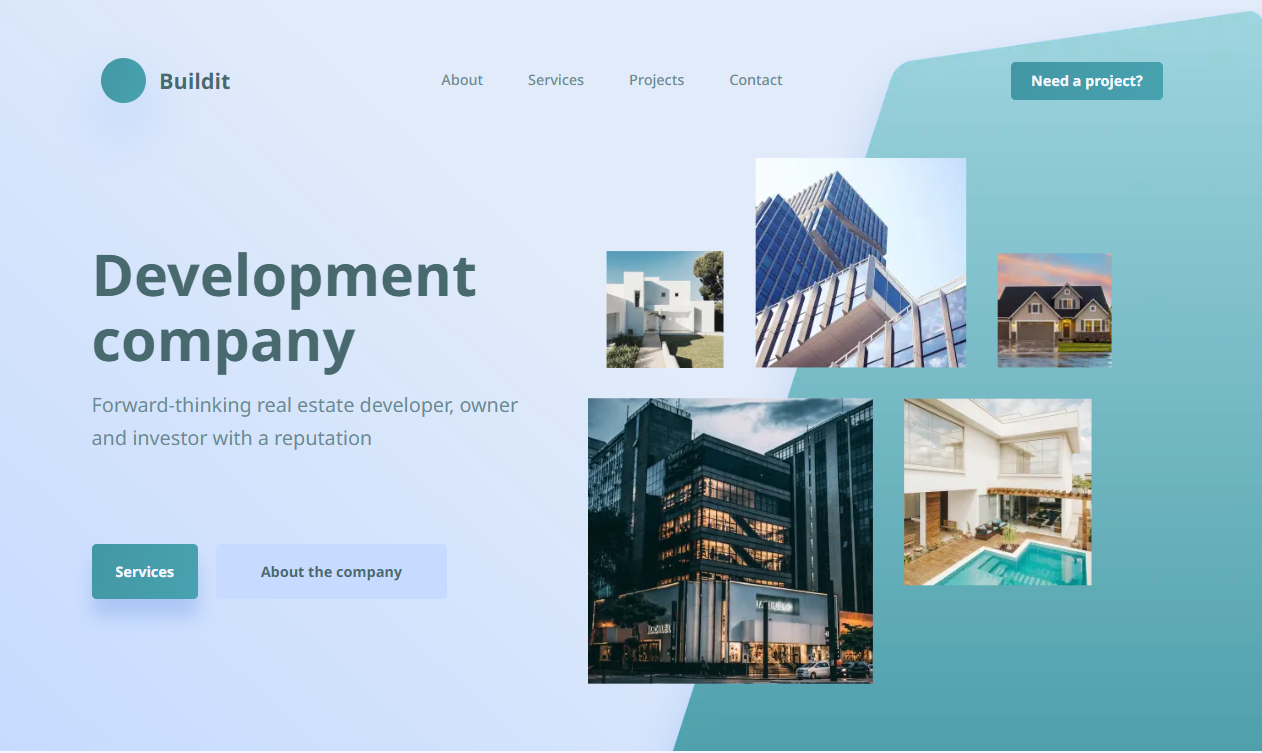 Buildit
About
Services
Projects
Contact
Need a project?
Development
company
Forward-thinking real estate developer, owner
and investor with a reputation
Services
About the company